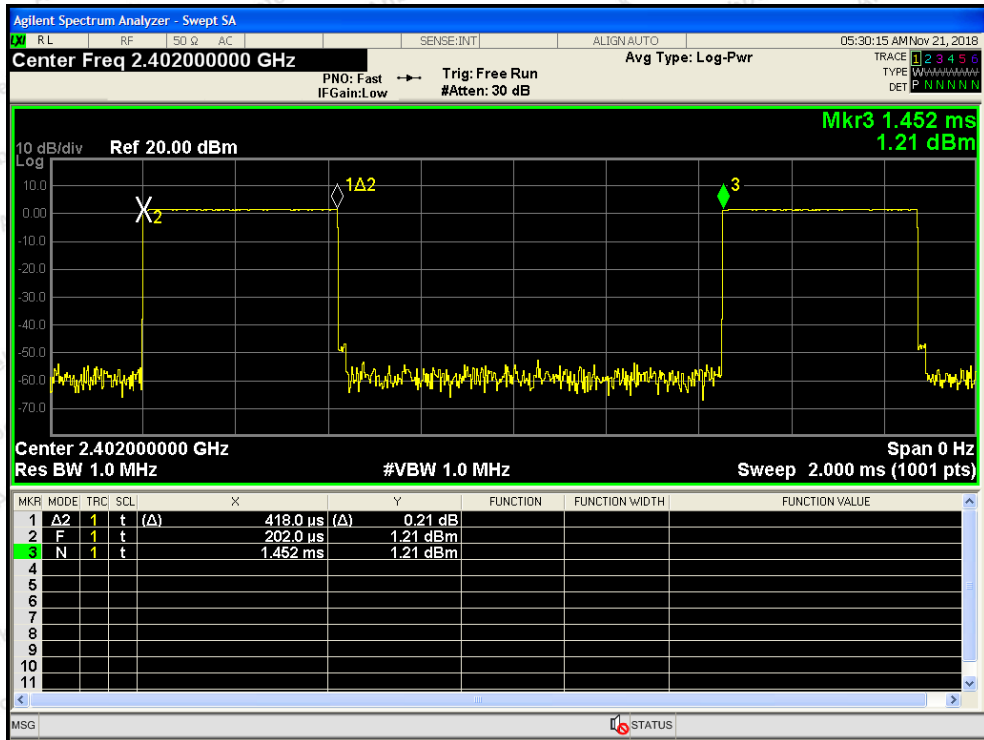 Agilent Spectrum Analyzer - Swept SA
LXI RL RF 50 Ω AC SENSE:INT ALIGN AUTO 05:30:15 AM Nov 21, 2018
Center Freq 2.402000000 GHz Avg Type: Log-Pwr TRACE 1 2 3 4 5 6
PNO: Fast Trig: Free Run TYPE WWWWWW
IFGain:Low #Atten: 30 dB DET P N N N N N
Mkr3 1.452 ms
10 dB/div Ref 20.00 dBm 1.21 dBm
Log
10.0
1Δ2
3
0.00
2
-10.0
-20.0
-30.0
-40.0
-50.0
-60.0
-70.0
Center 2.402000000 GHz Span 0 Hz
Res BW 1.0 MHz #VBW 1.0 MHz Sweep 2.000 ms (1001 pts)
MKR MODE TRC SCL X Y FUNCTION FUNCTION WIDTH FUNCTION VALUE
1 Δ2 1 t (Δ) 418.0 µs (Δ) 0.21 dB
2 F 1 t 202.0 µs 1.21 dBm
3 N 1 t 1.452 ms 1.21 dBm
4
5
6
7
8
9
10
11
MSG STATUS